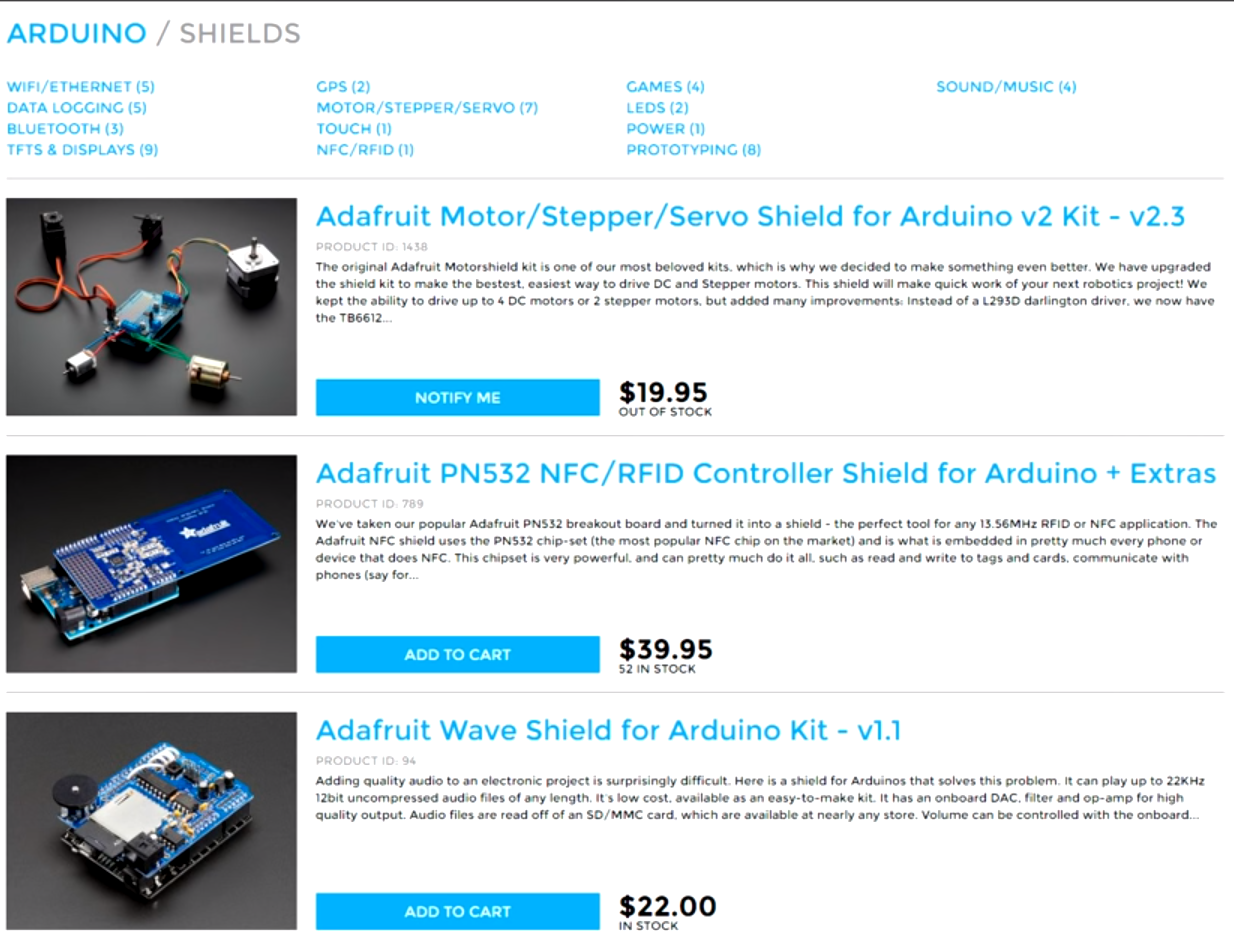 ARDUINO / SHIELDS
WIFI/ETHERNET (5)
DATA LOGGING (5)
BLUETOOTH (3)
TFTS & DISPLAYS (9)
GPS (2)
MOTOR/STEPPER/SERVO (7)
TOUCH (1)
NFC/RFID (1)
GAMES (4)
LEDS (2)
POWER (1)
PROTOTYPING (8)
SOUND/MUSIC (4)
Adafruit Motor/Stepper/Servo Shield for Arduino v2 Kit - v2.3
PRODUCT ID: 1438
The original Adafruit Motorshield kit is one of our most beloved kits, which is why we decided to make something even better. We have upgraded
the shield kit to make the bestest, easiest way to drive DC and Stepper motors. This shield will make quick work of your next robotics project! We
kept the ability to drive up to 4 DC motors or 2 stepper motors, but added many improvements: Instead of a L293D darlington driver, we now have
the TB6612...
NOTIFY ME
$19.95
OUT OF STOCK
Adafruit PN532 NFC/RFID Controller Shield for Arduino + Extras
PRODUCT ID: 789
We've taken our popular Adafruit PN532 breakout board and turned it into a shield - the perfect tool for any 13.56MHz RFID or NFC application. The
Adafruit NFC shield uses the PN532 chip-set (the most popular NFC chip on the market) and is what is embedded in pretty much every phone or
device that does NFC. This chipset is very powerful, and can pretty much do it all, such as read and write to tags and cards, communicate with
phones (say for...
adafruit
ADD TO CART
$39.95
52 IN STOCK
Adafruit Wave Shield for Arduino Kit - v1.1
PRODUCT ID: 94
Adding quality audio to an electronic project is surprisingly difficult. Here is a shield for Arduinos that solves this problem. It can play up to 22KHz
12bit uncompressed audio files of any length. It's low cost, available as an easy-to-make kit. It has an onboard DAC, filter and op-amp for high
quality output. Audio files are read off of an SD/MMC card, which are available at nearly any store. Volume can be controlled with the onboard...
ADD TO CART
$22.00
IN STOCK